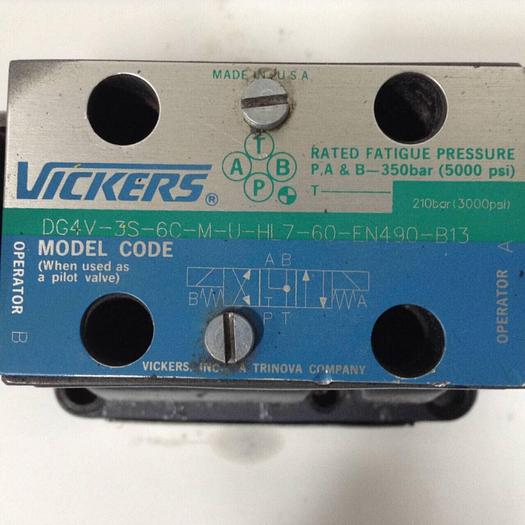 MADE IN U.S.A
T
A B
P
VICKERS®
RATED FATIGUE PRESSURE
P,A & B—350bar (5000 psi)
T
210bar (3000psi)
DG4V-3S-6C-M-U-HL7-60-EN490-B13
MODEL CODE
(When used as
a pilot valve)
OPERATOR B
OPERATOR A
A B
B T A
P T
VICKERS, INC. A TRINOVA COMPANY